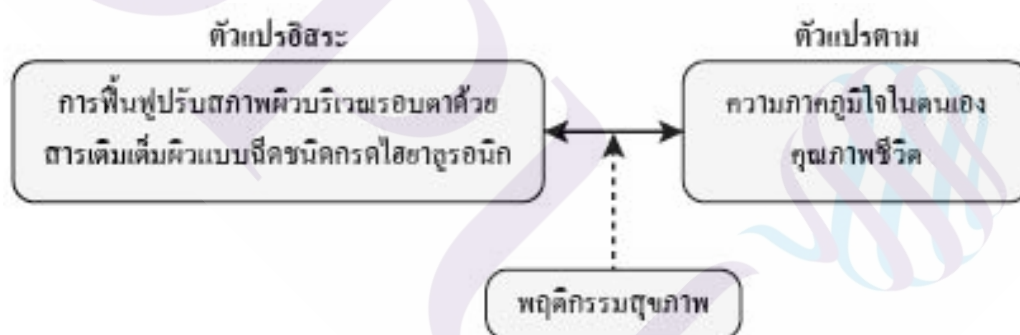 ตัวแปรอิสระ
การฟื้นฟูปรับสภาพผิวบริเวณรอบตาด้วย
สารเติมเต็มผิวแบบฉีดชนิดกรดไฮยาลูรอนิก
ตัวแปรตาม
ความภาคภูมิใจในตนเอง
คุณภาพชีวิต
พฤติกรรมสุขภาพ